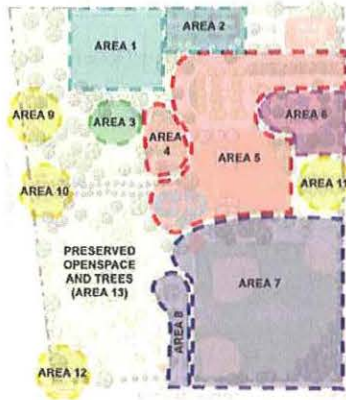 AREA 1
AREA 2
AREA 9
AREA 3
AREA
4
AREA 6
AREA 5
AREA 10
AREA 11
PRESERVED
OPENSPACE
AND TREES
(AREA 13)
AREA 7
AREA 8
AREA 12